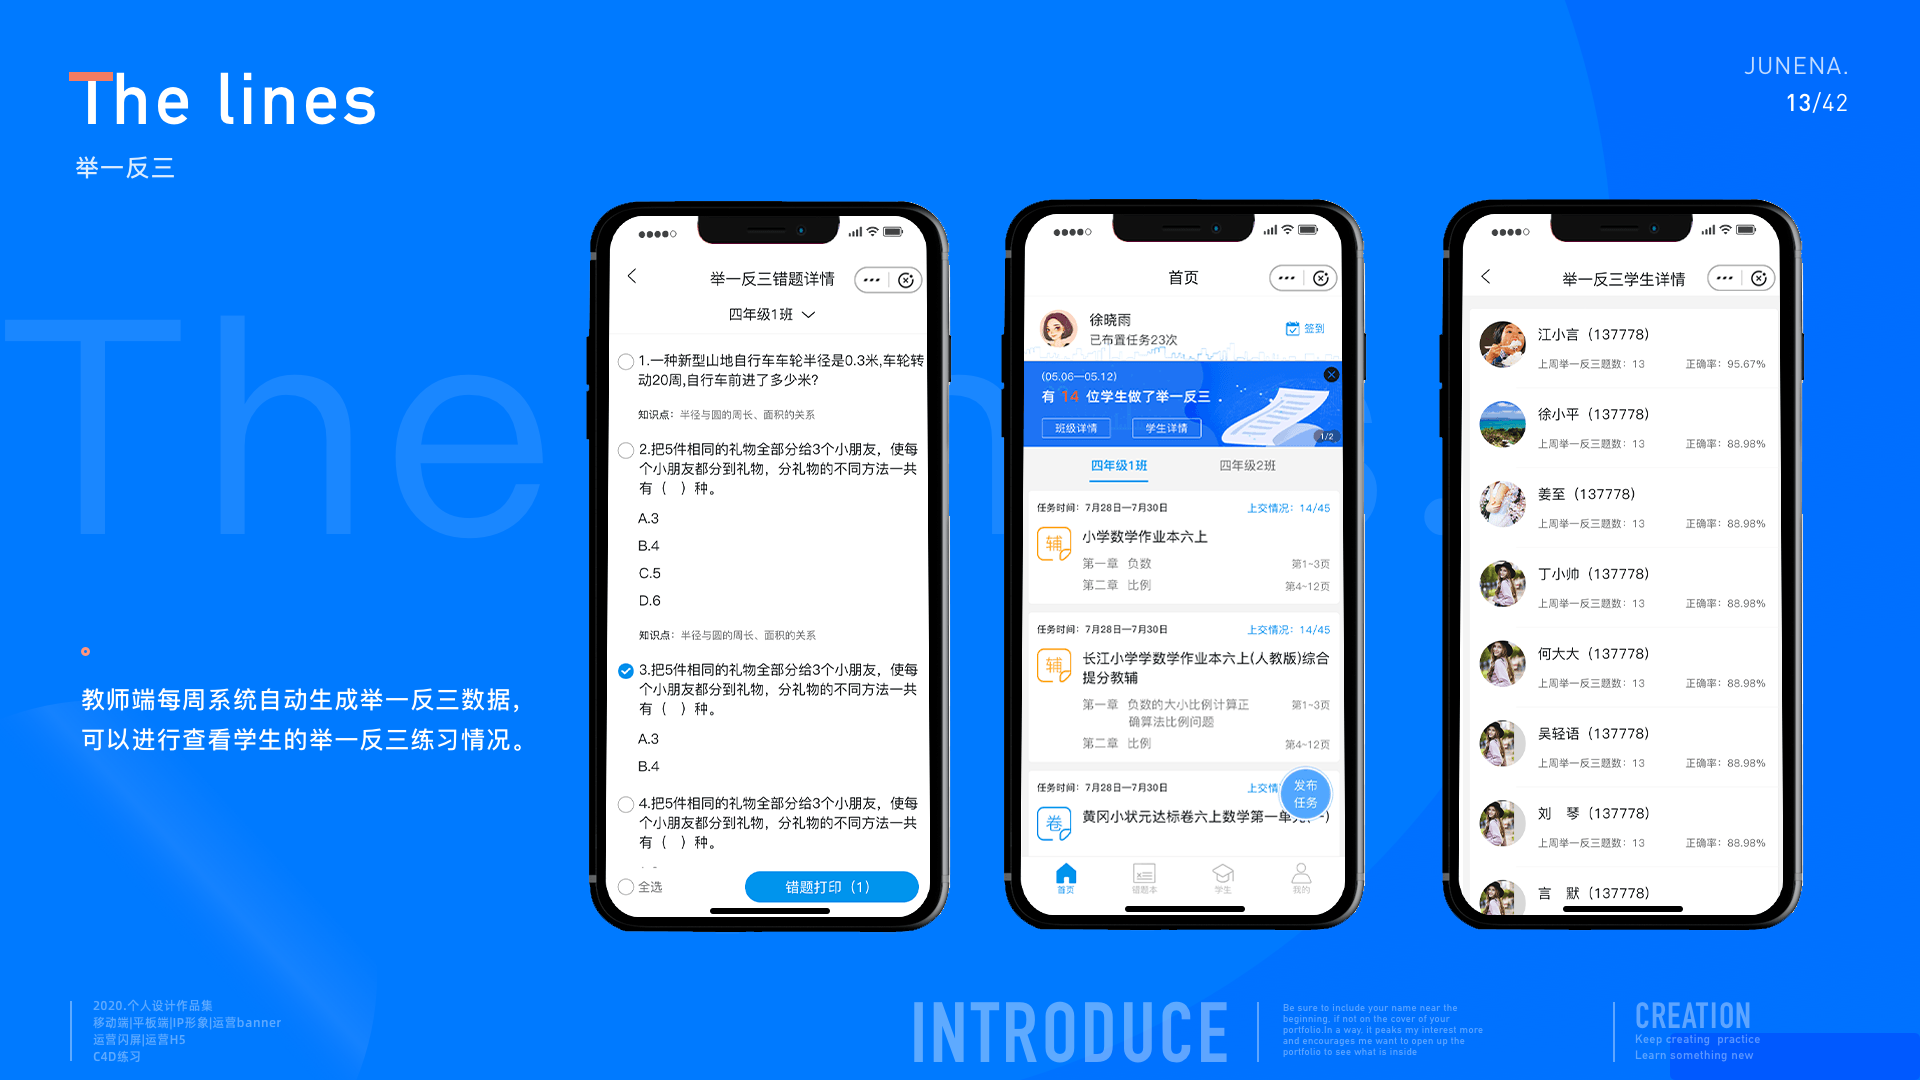 The lines
举一反三
JUNENA.
13/42
The lines.
教师端每周系统自动生成举一反三数据，
可以进行查看学生的举一反三练习情况。
举一反三错题详情
四年级1班
1.一种新型山地自行车车轮半径是0.3米,车轮转
动20周,自行车前进了多少米?
知识点：半径与圆的周长、面积的关系
2.把5件相同的礼物全部分给3个小朋友，使每
个小朋友都分到礼物，分礼物的不同方法一共
有（ ）种。
A.3
B.4
C.5
D.6
知识点：半径与圆的周长、面积的关系
3.把5件相同的礼物全部分给3个小朋友，使每
个小朋友都分到礼物，分礼物的不同方法一共
有（ ）种。
A.3
B.4
4.把5件相同的礼物全部分给3个小朋友，使每
个小朋友都分到礼物，分礼物的不同方法一共
有（ ）种。
全选
错题打印（1）
首页
徐晓雨
已布置任务23次
签到
(05.06—05.12)
有 14 位学生做了举一反三 .
班级详情 学生详情
1/2
四年级1班 四年级2班
任务时间：7月28日—7月30日 上交情况：14/45
辅
小学数学作业本六上
第一章 负数 第1~3页
第二章 比例 第4~12页
任务时间：7月28日—7月30日 上交情况：14/45
辅
长江小学学数学作业本六上(人教版)综合
提分教辅
第一章 负数的大小比例计算正 第1~3页
确算法比例问题
第二章 比例 第4~12页
任务时间：7月28日—7月30日 上交情
发布
任务
卷
黄冈小状元达标卷六上数学第一单元(一)
首页 错题本 学生 我的
举一反三学生详情
江小言（137778）
上周举一反三题数：13 正确率：95.67%
徐小平（137778）
上周举一反三题数：13 正确率：88.98%
姜至（137778）
上周举一反三题数：13 正确率：88.98%
丁小帅（137778）
上周举一反三题数：13 正确率：88.98%
何大大（137778）
上周举一反三题数：13 正确率：88.98%
吴轻语（137778）
上周举一反三题数：13 正确率：88.98%
刘 琴（137778）
上周举一反三题数：13 正确率：88.98%
言 默（137778）
2020.个人设计作品集
移动端|平板端|IP形象|运营banner
运营闪屏|运营H5
C4D练习
INTRODUCE
Be sure to include your name near the
beginning, if not on the cover of your
portfolio.In a way, it peaks my interest more
and encourages me want to open up the
portfolio to see what is inside
CREATION
Keep creating practice
Learn something new